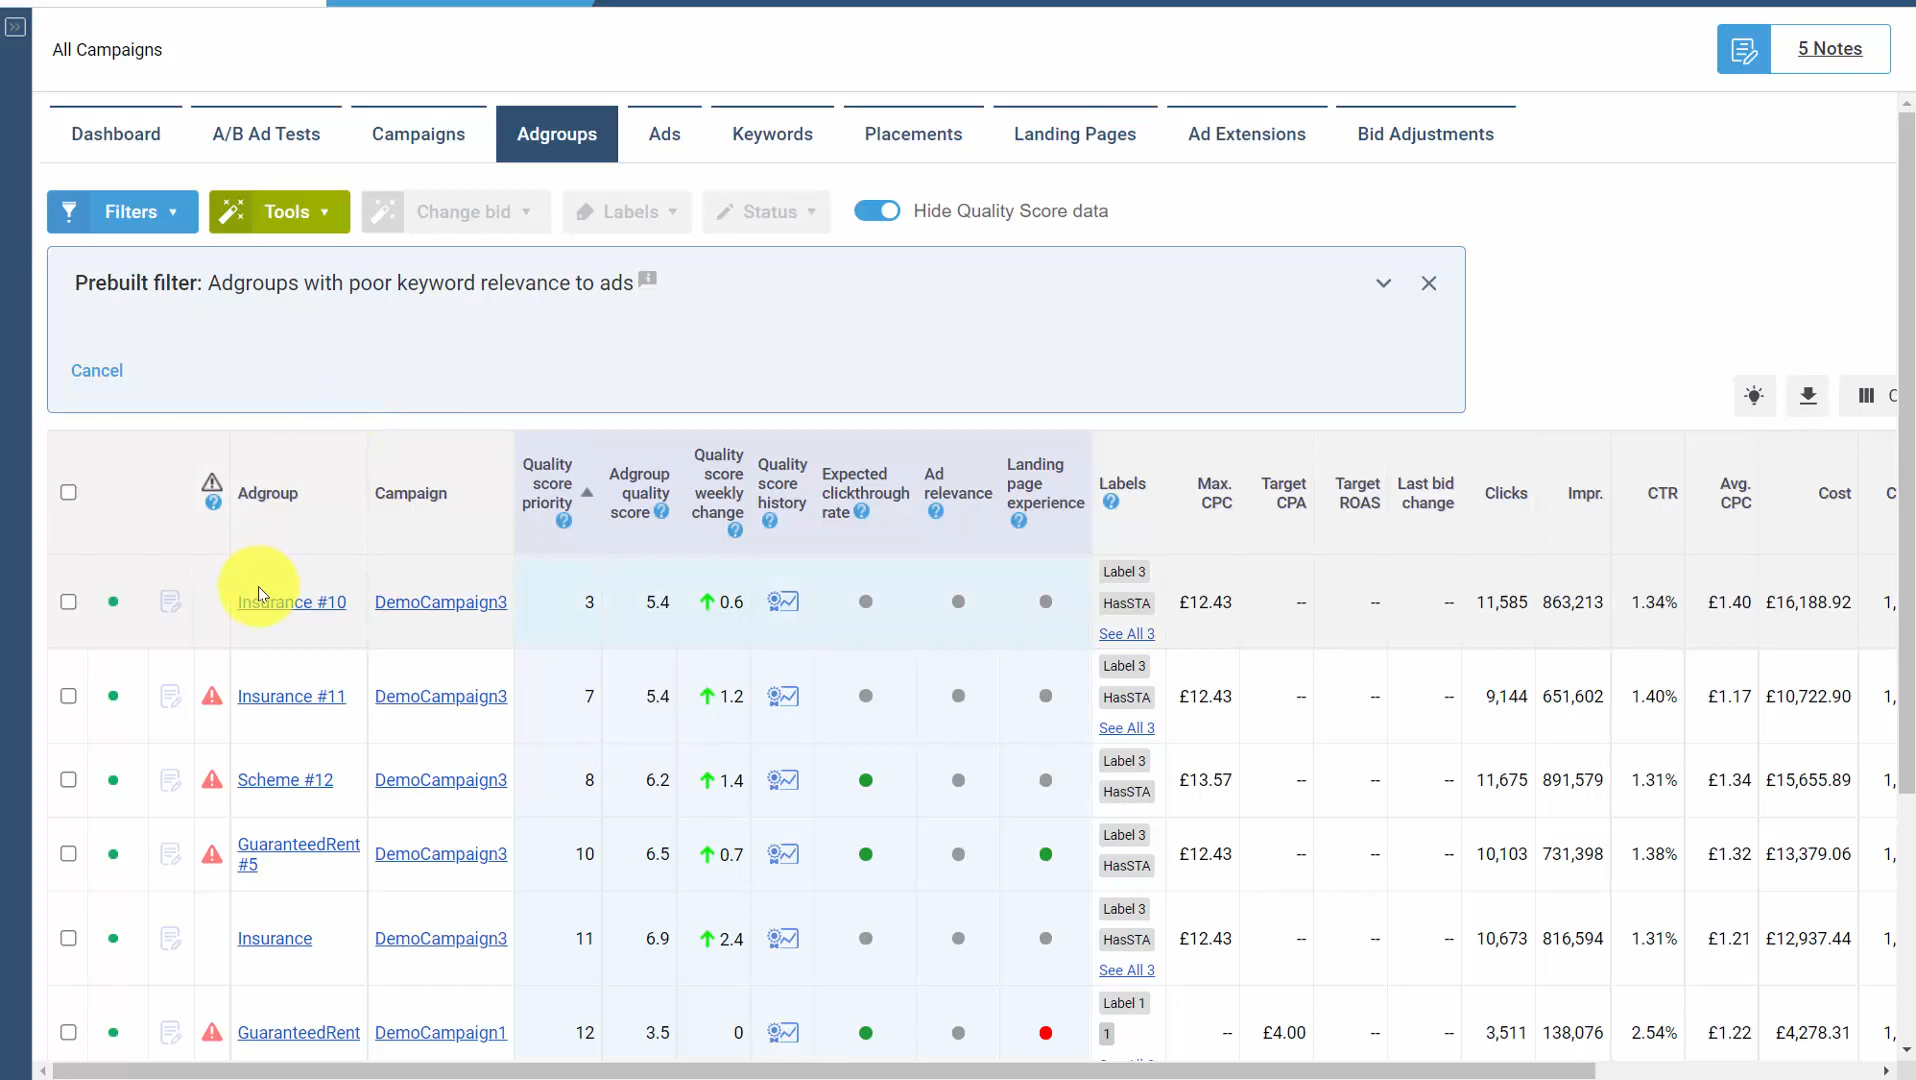 All Campaigns
5 Notes
Dashboard
A/B Ad Tests
Campaigns
Adgroups
Ads
Keywords
Placements
Landing Pages
Ad Extensions
Bid Adjustments
Filters
Tools
Change bid
Labels
Status
Hide Quality Score data
Prebuilt filter: Adgroups with poor keyword relevance to ads
Cancel
Adgroup
Campaign
Quality
score
priority
Adgroup
quality
score
Quality
score
weekly
change
Quality
score
history
Expected
clickthrough
rate
Ad
relevance
Landing
page
experience
Labels
Max.
CPC
Target
CPA
Target
ROAS
Last bid
change
Clicks
Impr.
CTR
Avg.
CPC
Cost
C
Insurance #10 DemoCampaign3 3 5.4 0.6 Label 3 HasSTA See All 3 £12.43 -- -- -- 11,585 863,213 1.34% £1.40 £16,188.92 1,
Insurance #11 DemoCampaign3 7 5.4 1.2 Label 3 HasSTA See All 3 £12.43 -- -- -- 9,144 651,602 1.40% £1.17 £10,722.90 1,
Scheme #12 DemoCampaign3 8 6.2 1.4 Label 3 HasSTA £13.57 -- -- -- 11,675 891,579 1.31% £1.34 £15,655.89 1,
GuaranteedRent #5 DemoCampaign3 10 6.5 0.7 Label 3 HasSTA £12.43 -- -- -- 10,103 731,398 1.38% £1.32 £13,379.06 1,
Insurance DemoCampaign3 11 6.9 2.4 Label 3 HasSTA See All 3 £12.43 -- -- -- 10,673 816,594 1.31% £1.21 £12,937.44 1,
GuaranteedRent DemoCampaign1 12 3.5 0 Label 1 1 -- £4.00 -- -- 3,511 138,076 2.54% £1.22 £4,278.31 1,